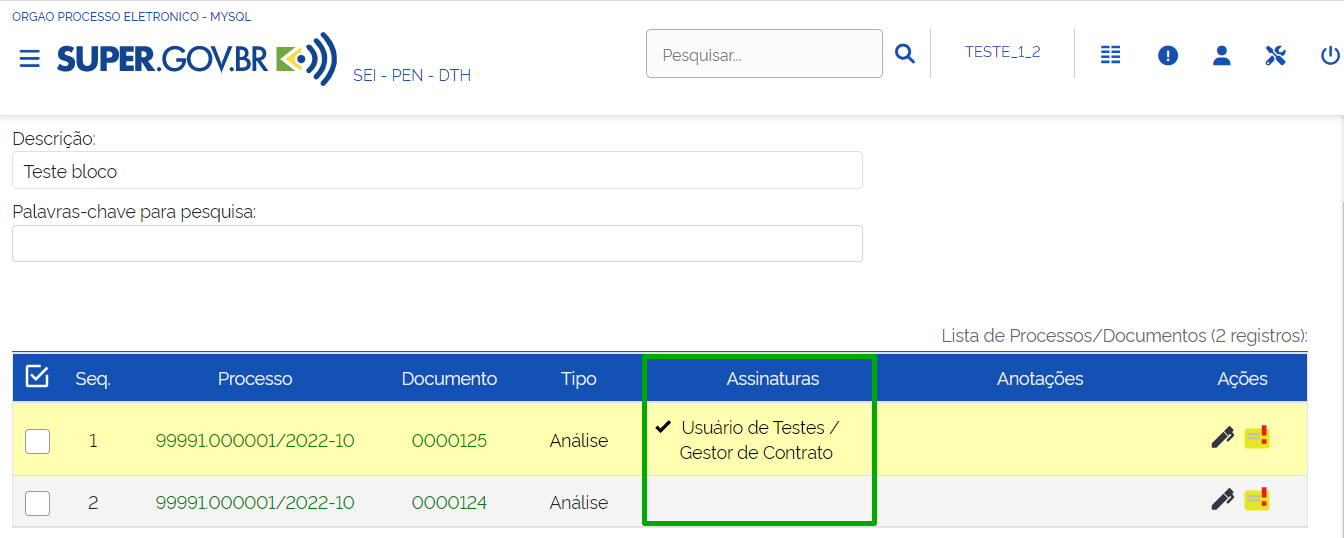 ORGAO PROCESSO ELETRONICO - MYSQL
SUPER.GOV.BR
SEI - PEN - DTH
Pesquisar...
TESTE_1_2
Descrição:
Teste bloco
Palavras-chave para pesquisa:
Lista de Processos/Documentos (2 registros):
Seq. Processo Documento Tipo Assinaturas Anotações Ações
1 99991.000001/2022-10 0000125 Análise Usuário de Testes /
Gestor de Contrato
2 99991.000001/2022-10 0000124 Análise